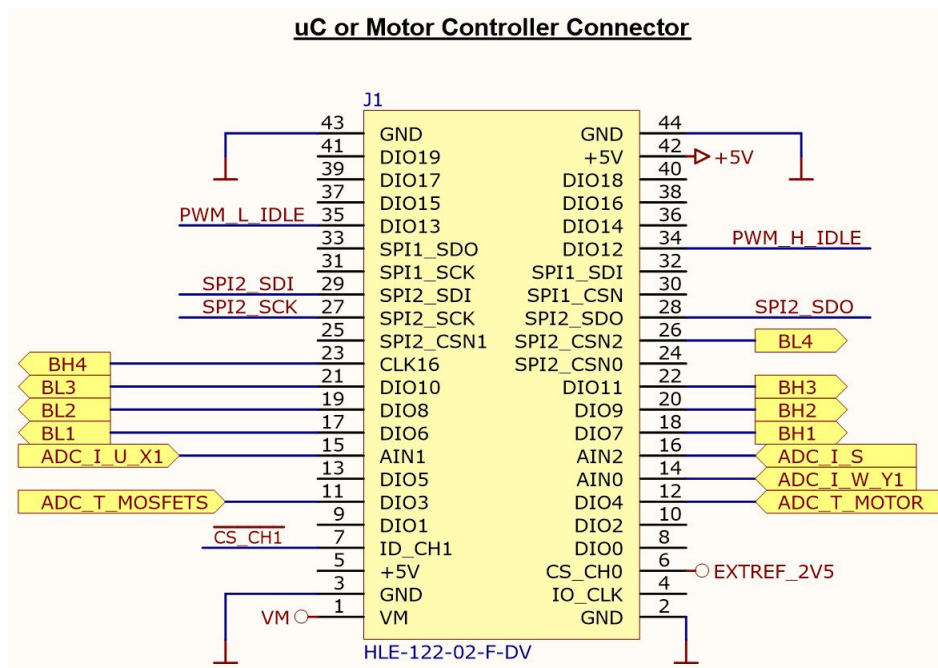 uC or Motor Controller Connector
J1
43 GND GND 44
41 DIO19 +5V 42 +5V
39 DIO17 DIO18 40
37 DIO15 DIO16 38
PWM_L_IDLE 35 DIO13 DIO14 36
33 SPI1_SDO DIO12 34 PWM_H_IDLE
31 SPI1_SCK SPI1_SDI 32
SPI2_SDI 29 SPI2_SDI SPI1_CSN 30
SPI2_SCK 27 SPI2_SCK SPI2_SDO 28 SPI2_SDO
25 SPI2_CSN1 SPI2_CSN2 26 BL4
BH4 23 CLK16 SPI2_CSN0 24
BL3 21 DIO10 DIO11 22 BH3
BL2 19 DIO8 DIO9 20 BH2
BL1 17 DIO6 DIO7 18 BH1
ADC_I_U_X1 15 AIN1 AIN2 16 ADC_I_S
13 DIO5 AIN0 14 ADC_I_W_Y1
ADC_T_MOSFETS 11 DIO3 DIO4 12 ADC_T_MOTOR
9 DIO1 DIO2 10
CS_CH1 7 ID_CH1 DIO0 8
5 +5V CS_CH0 6 EXTREF_2V5
3 GND IO_CLK 4
VM 1 VM GND 2
HLE-122-02-F-DV